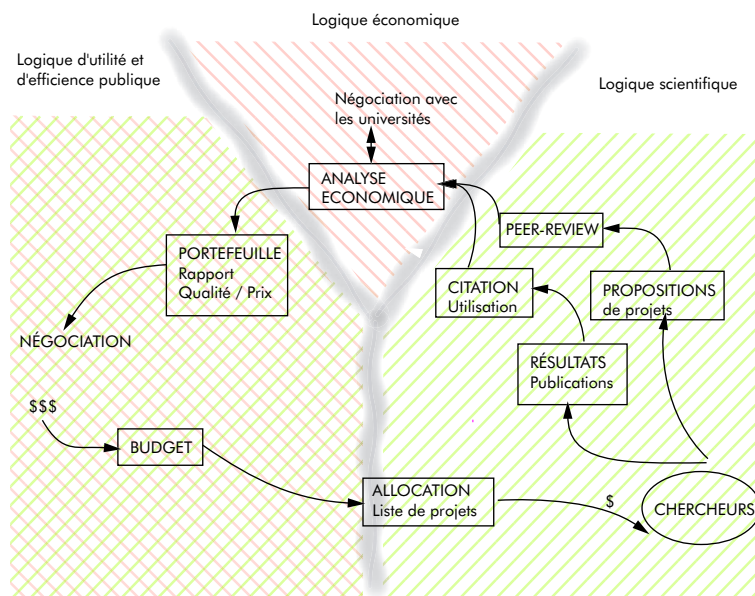 Logique économique
Logique d'utilité et
d'efficience publique
Logique scientifique
Négociation avec
les universités
ANALYSE
ECONOMIQUE
PEER-REVIEW
PORTEFEUILLE
Rapport
Qualité / Prix
CITATION
Utilisation
PROPOSITIONS
de projets
NÉGOCIATION
RÉSULTATS
Publications
$$$
BUDGET
ALLOCATION
Liste de projets
$
CHERCHEURS